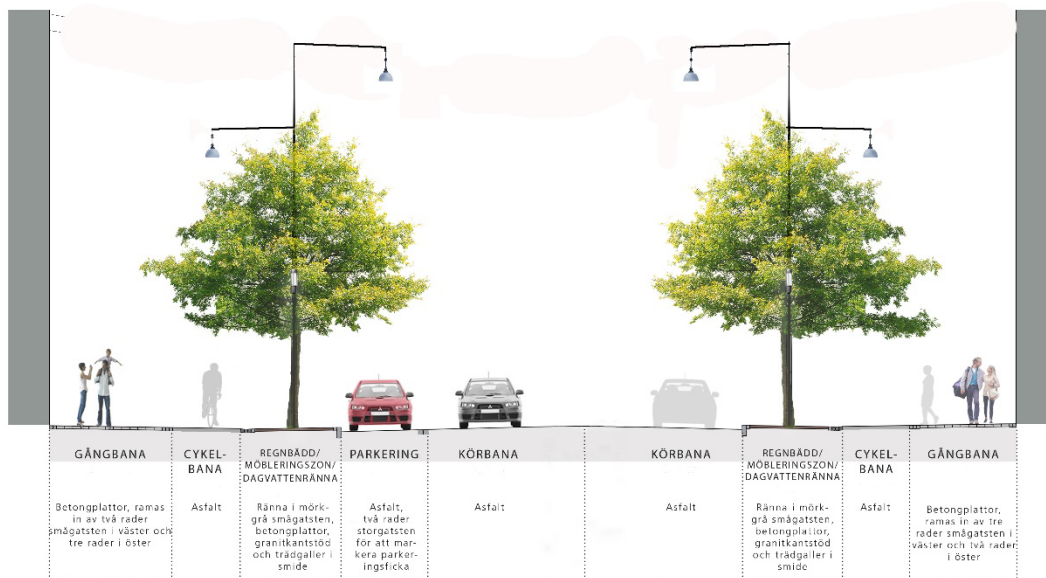 GÅNGBANA
CYKEL-
BANA
REGNBÄDD/
MÖBLERINGSZON/
DAGVATTENRÄNNA
PARKERING
KÖRBANA
KÖRBANA
REGNBÄDD/
MÖBLERINGSZON/
DAGVATTENRÄNNA
CYKEL-
BANA
GÅNGBANA
Betongplattor, ramas
in av två rader
smågatsten i väster och
tre rader i öster
Asfalt
Ränna i mörk-
grå smågatsten,
betongplattor,
granitkantstöd
och trädgaller i
smide
Asfalt,
två rader
storgatsten
för att mar-
kera parker-
ingsficka
Asfalt
Asfalt
Ränna i mörk-
grå smågatsten,
betongplattor,
granitkantstöd
och trädgaller i
smide
Asfalt
Betongplattor,
ramas in av tre
rader smågatsten i
väster och två rader
i öster